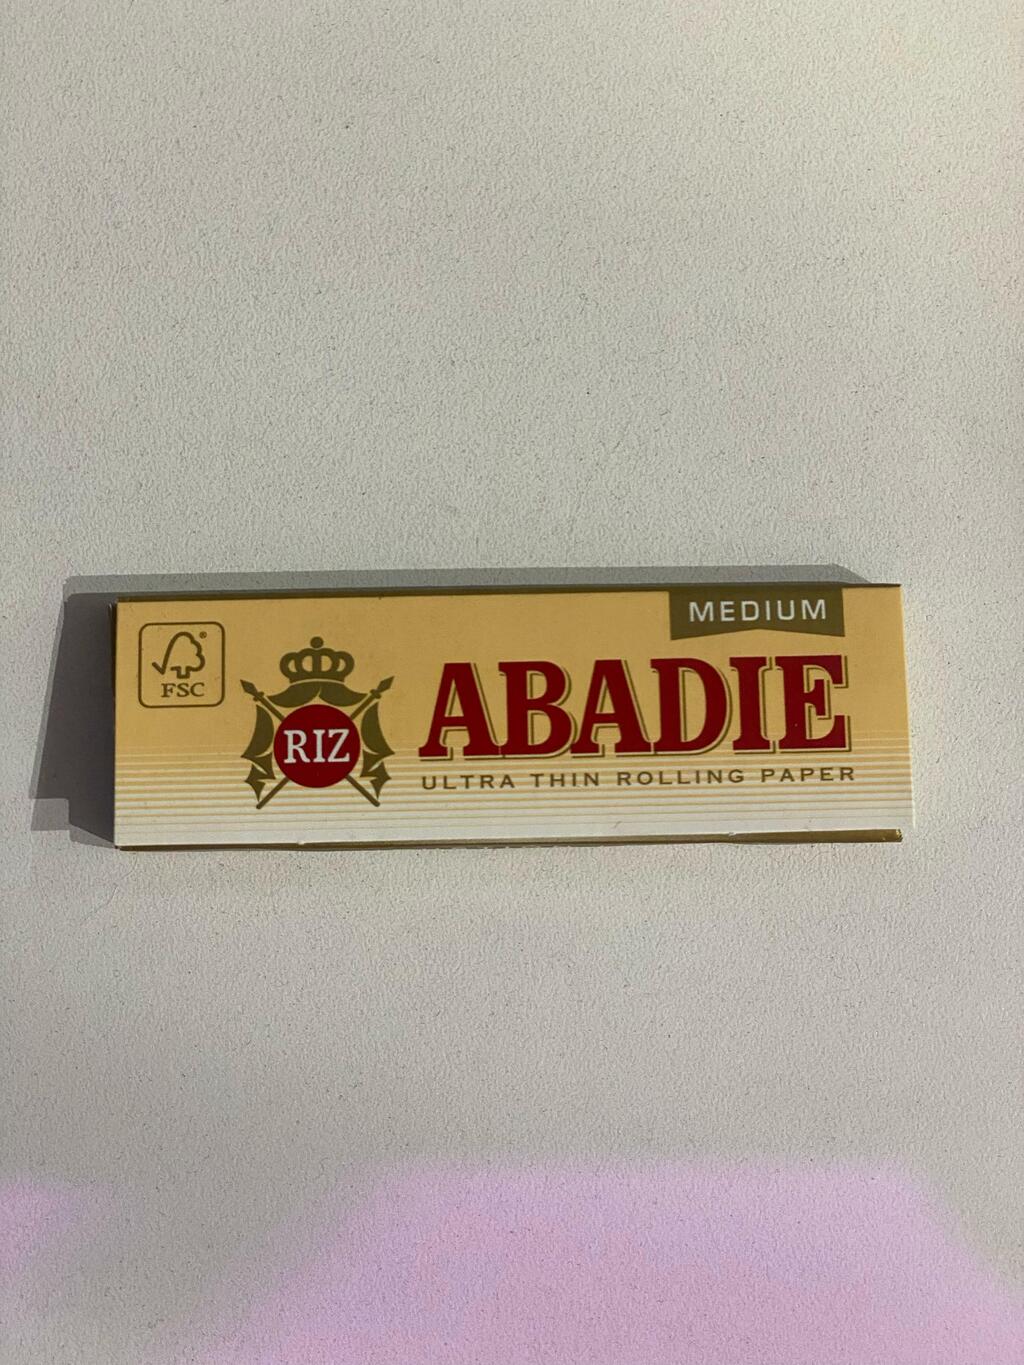 MEDIUM
FSC
RIZ
ABADIE
ULTRA THIN ROLLING PAPER